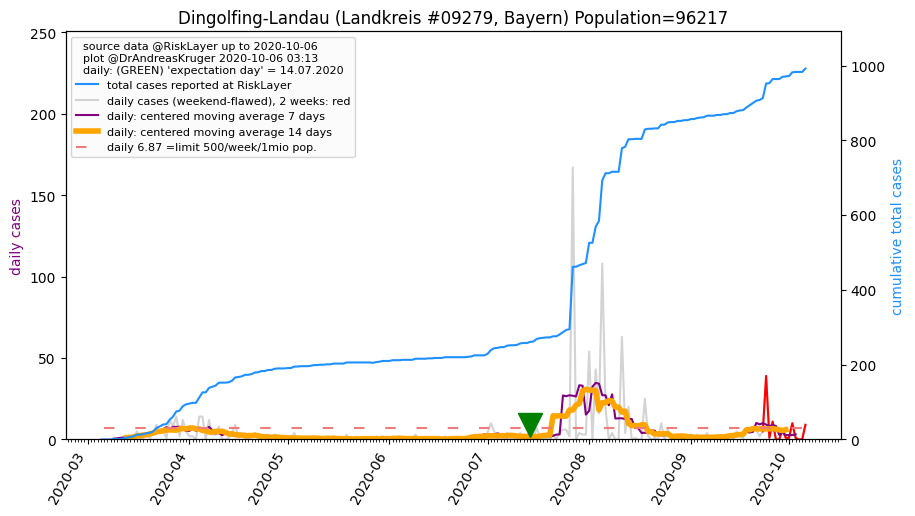 Dingolfing-Landau (Landkreis #09279, Bayern) Population=96217
source data @RiskLayer up to 2020-10-06
plot @DrAndreasKruger 2020-10-06 03:13
daily: (GREEN) 'expectation day' = 14.07.2020
total cases reported at RiskLayer
daily cases (weekend-flawed), 2 weeks: red
daily: centered moving average 7 days
daily: centered moving average 14 days
daily 6.87 =limit 500/week/1mio pop.
daily cases
250
200
150
100
50
0
cumulative total cases
1000
800
600
400
200
0
2020-03
2020-04
2020-05
2020-06
2020-07
2020-08
2020-09
2020-10